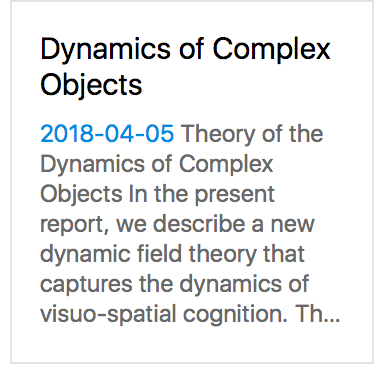 Dynamics of Complex
Objects
2018-04-05 Theory of the
Dynamics of Complex
Objects In the present
report, we describe a new
dynamic field theory that
captures the dynamics of
visuo-spatial cognition. Th...